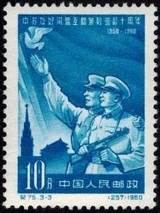 中苏友好同盟互助条约签订十周年
1950-1960
10分 中国人民邮政
纪75.3-3 (257) 1960